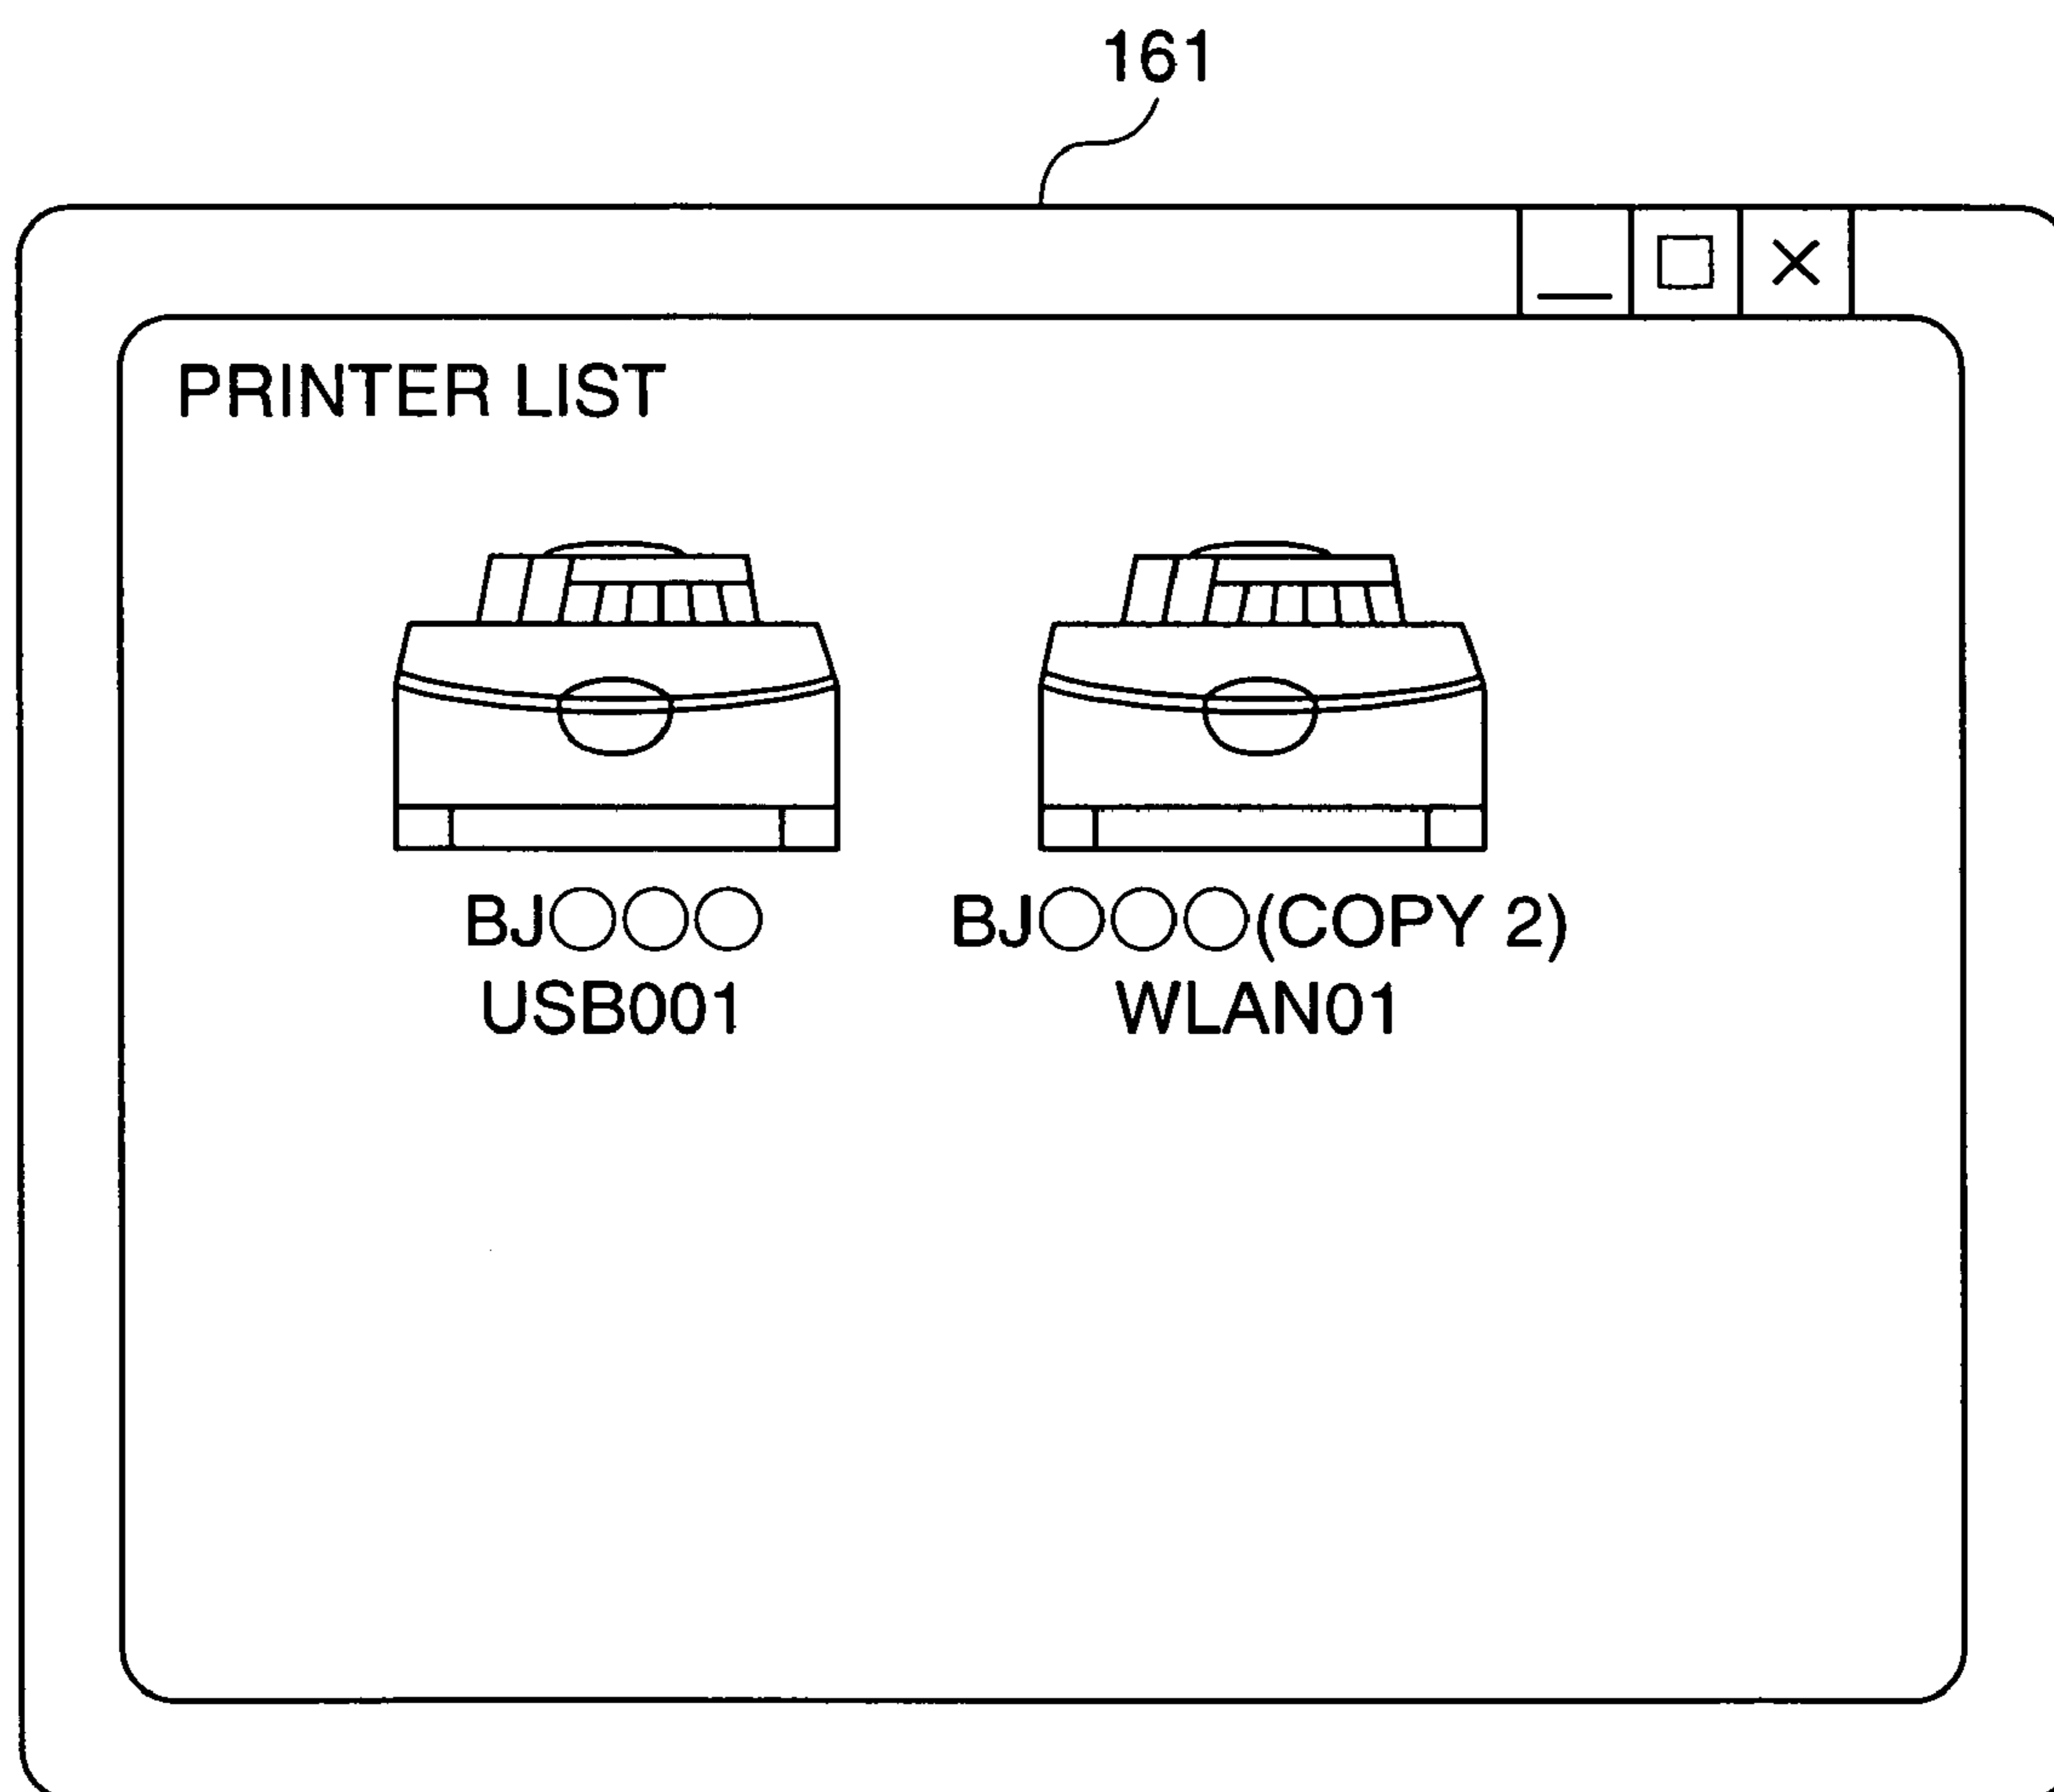 161
PRINTER LIST
BJ○○○ BJ○○○(COPY 2)
USB001 WLAN01